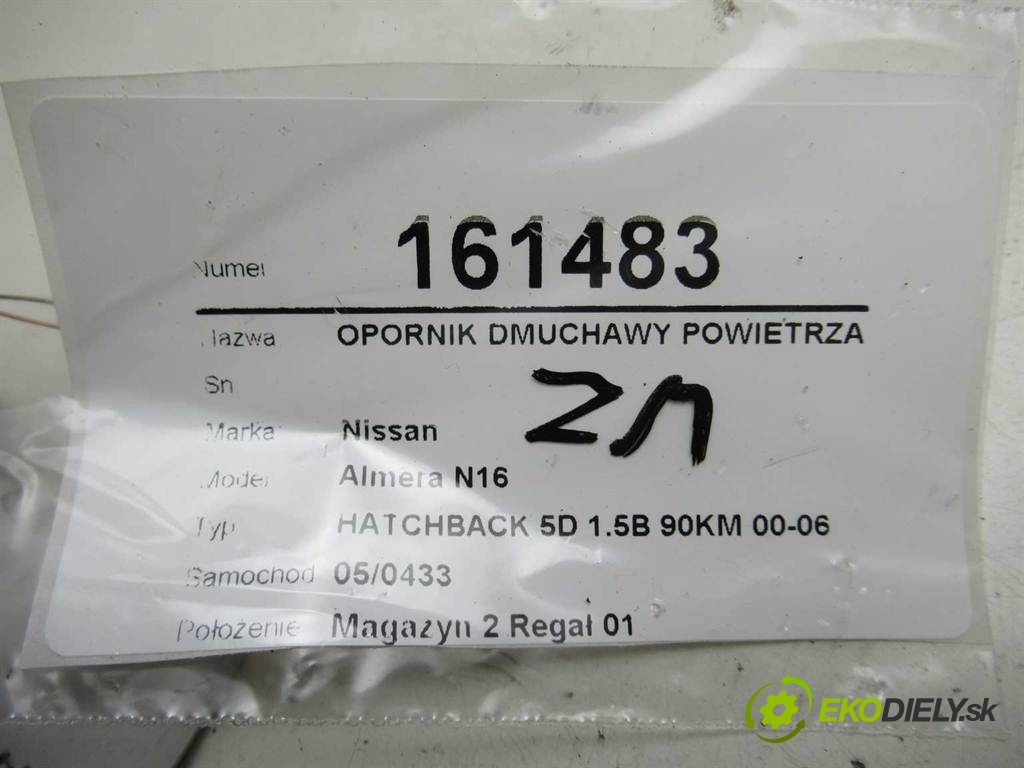 Numer 161483
Nazwa OPORNIK DMUCHAWY POWIETRZA
Sn
Marka Nissan
Model Almera N16
Typ HATCHBACK 5D 1.5B 90KM 00-06
Samochod 05/0433
Położenie Magazyn 2 Regał 01
EKODIELY.sk